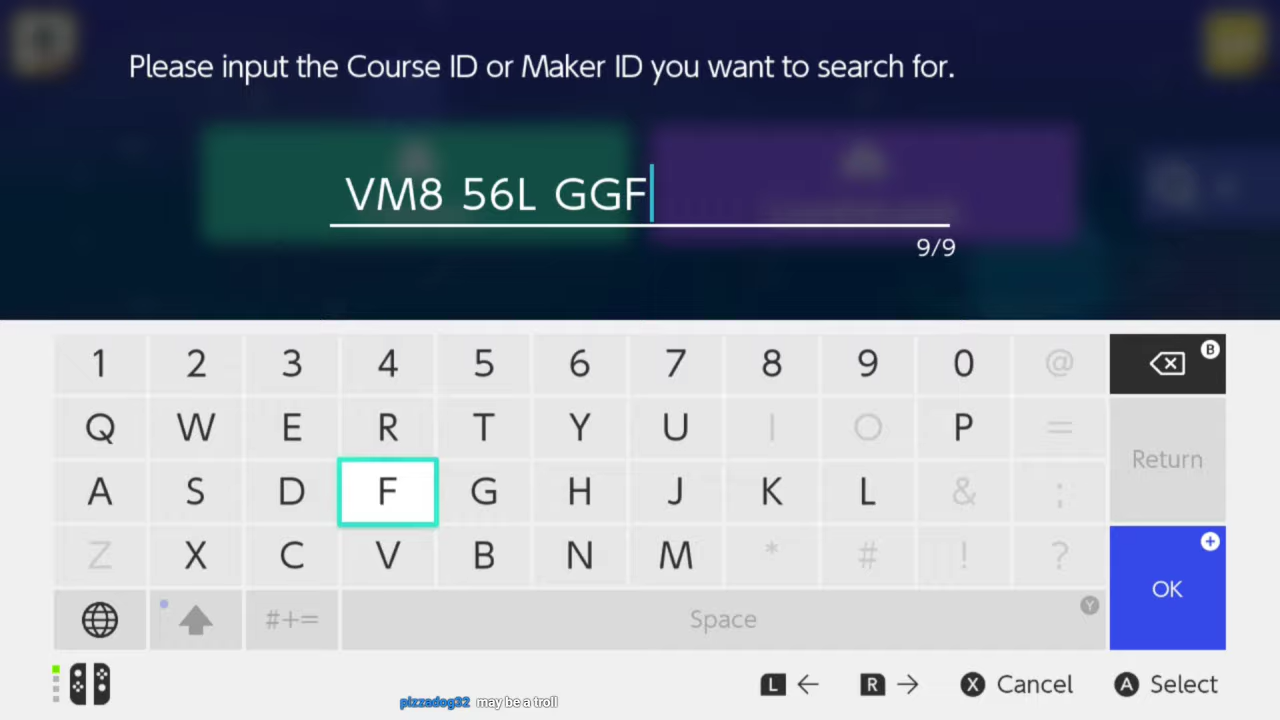 Please input the Course ID or Maker ID you want to search for.
VM8 56L GGF
9/9
1 2 3 4 5 6 7 8 9 0 @ B
Q W E R T Y U I O P = Return
A S D F G H J K L & :
Z X C V B N M * # ! ? + OK
#+= Space Y
L ← R → X Cancel A Select
pizzadog32 may be a troll